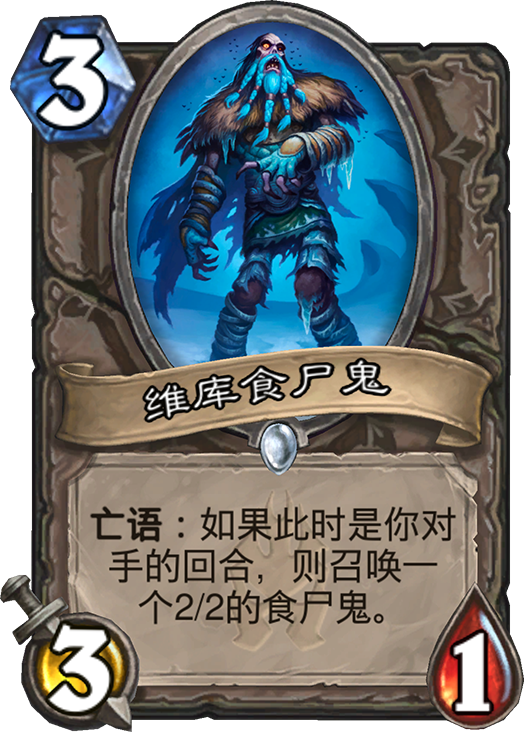 3
维库食尸鬼
亡语：如果此时是你对
手的回合，则召唤一
个2/2的食尸鬼。
3
1